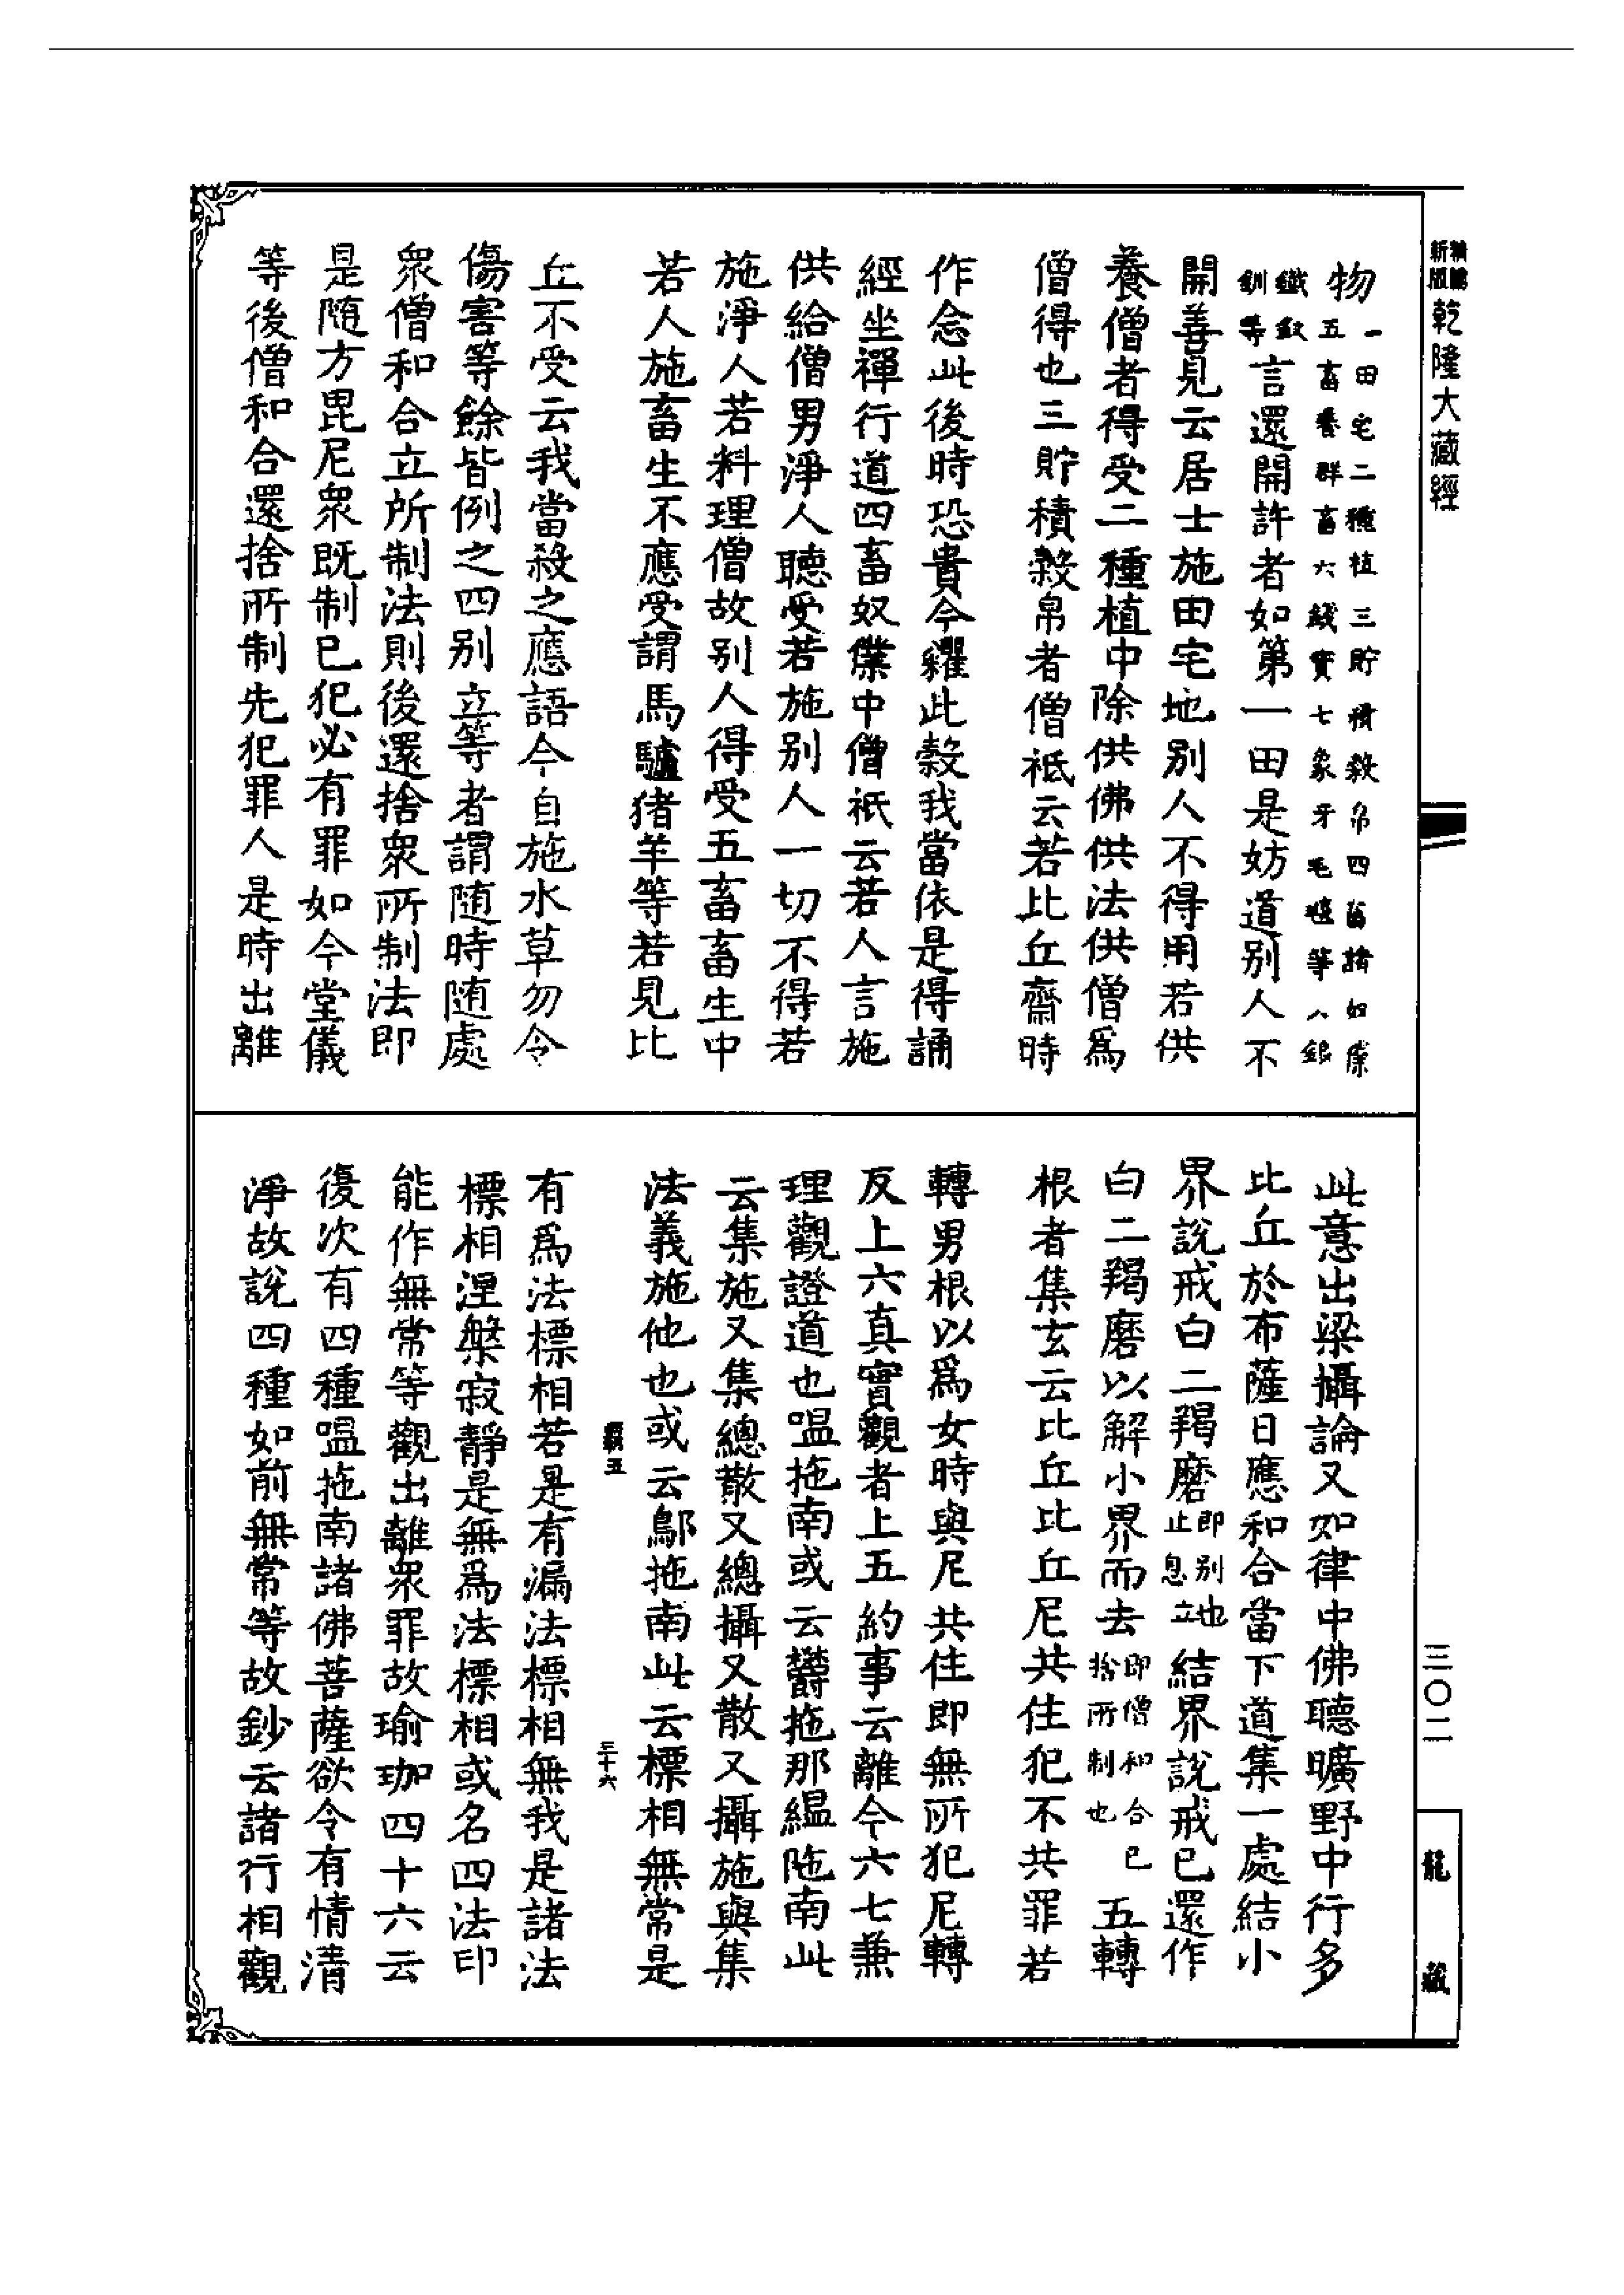 新版
精縮
乾隆大藏經
物一田宅二種植三貯積穀帛四畜諸奴僕
五畜養群畜六錢寶七象牙毛毯等八銀
鐵釵
釧等言還開許者如第一田是妨道別人不
開善見云居士施田宅地別人不得用若供
養僧者得受二種植中除供佛供法供僧爲
僧得也三貯積穀帛者僧祗云若比丘齋時
作念此後時恐貴今糴此穀我當依是得誦
經坐禪行道四畜奴僕中僧祇云若人言施
供給僧男淨人聽受若施別人一切不得若
施淨人若料理僧故別人得受五畜畜生中
若人施畜生不應受謂馬驢猪羊等若見比
丘不受云我當殺之應語令自施水草勿令
傷害等餘皆例之四別立等者謂隨時隨處
衆僧和合立所制法則後還捨衆所制法即
是隨方毘尼衆既制已犯必有罪如今堂儀
等後僧和合還捨所制先犯罪人是時出離
三〇二
龍藏
此意出梁攝論又如律中佛聽曠野中行多
比丘於布薩日應和合當下道集一處結小
界說戒白二羯磨即別也
止息立結界說戒已還作
白二羯磨以解小界而去即僧和合已
捨所制也五轉
根者集玄云比丘比丘尼共住犯不共罪若
轉男根以爲女時與尼共住即無所犯尼轉
反上六真實觀者上五約事云離今六七兼
理觀證道也嗢拖南或云欝拖那縕陁南此
云集施又集總散又總攝又散又攝施與集
法義施他也或云鄔拖南此云標相無常是
三十六
有爲法標相若是有漏法標相無我是諸法
標相涅槃寂靜是無爲法標相或名四法印
能作無常等觀出離衆罪故瑜珈四十六云
復次有四種嗢拖南諸佛菩薩欲令有情清
淨故說四種如前無常等故鈔云諸行相觀